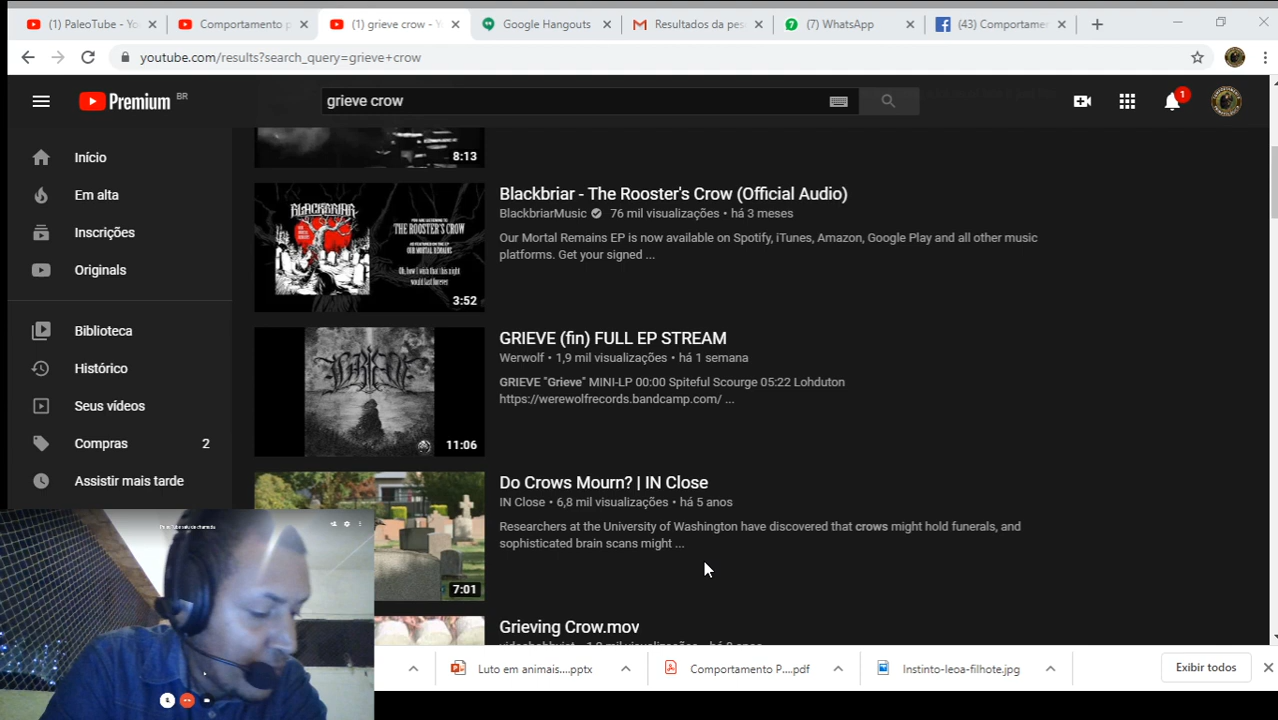 (1) PaleoTube - Yo
Comportamento p
(1) grieve crow - Y
Google Hangouts
Resultados da pes
(7) WhatsApp
(43) Comportame
youtube.com/results?search_query=grieve+crow
Premium BR
grieve crow
1
Início
Em alta
Inscrições
Originals
Biblioteca
Histórico
Seus vídeos
Compras 2
Assistir mais tarde
8:13
Blackbriar - The Rooster's Crow (Official Audio)
BlackbriarMusic 76 mil visualizações • há 3 meses
Our Mortal Remains EP is now available on Spotify, iTunes, Amazon, Google Play and all other music
platforms. Get your signed ...
BLACKBRIAR
THE ROOSTER'S
CROW
3:52
GRIEVE (fin) FULL EP STREAM
Werwolf • 1,9 mil visualizações • há 1 semana
GRIEVE "Grieve" MINI-LP 00:00 Spiteful Scourge 05:22 Lohduton
https://werewolfrecords.bandcamp.com/ ...
GRIEVE
11:06
Do Crows Mourn? | IN Close
IN Close • 6,8 mil visualizações • há 5 anos
Researchers at the University of Washington have discovered that crows might hold funerals, and
sophisticated brain scans might ...
7:01
Grieving Crow.mov
Luto em animais....pptx
Comportamento P....pdf
Instinto-leoa-filhote.jpg
Exibir todos